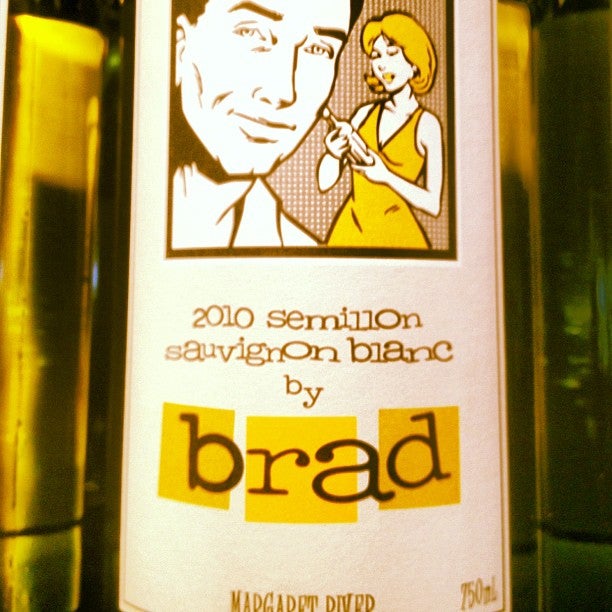 2010 semillon
sauvignon blanc
by
brad
MARGARET RIVER
750mL